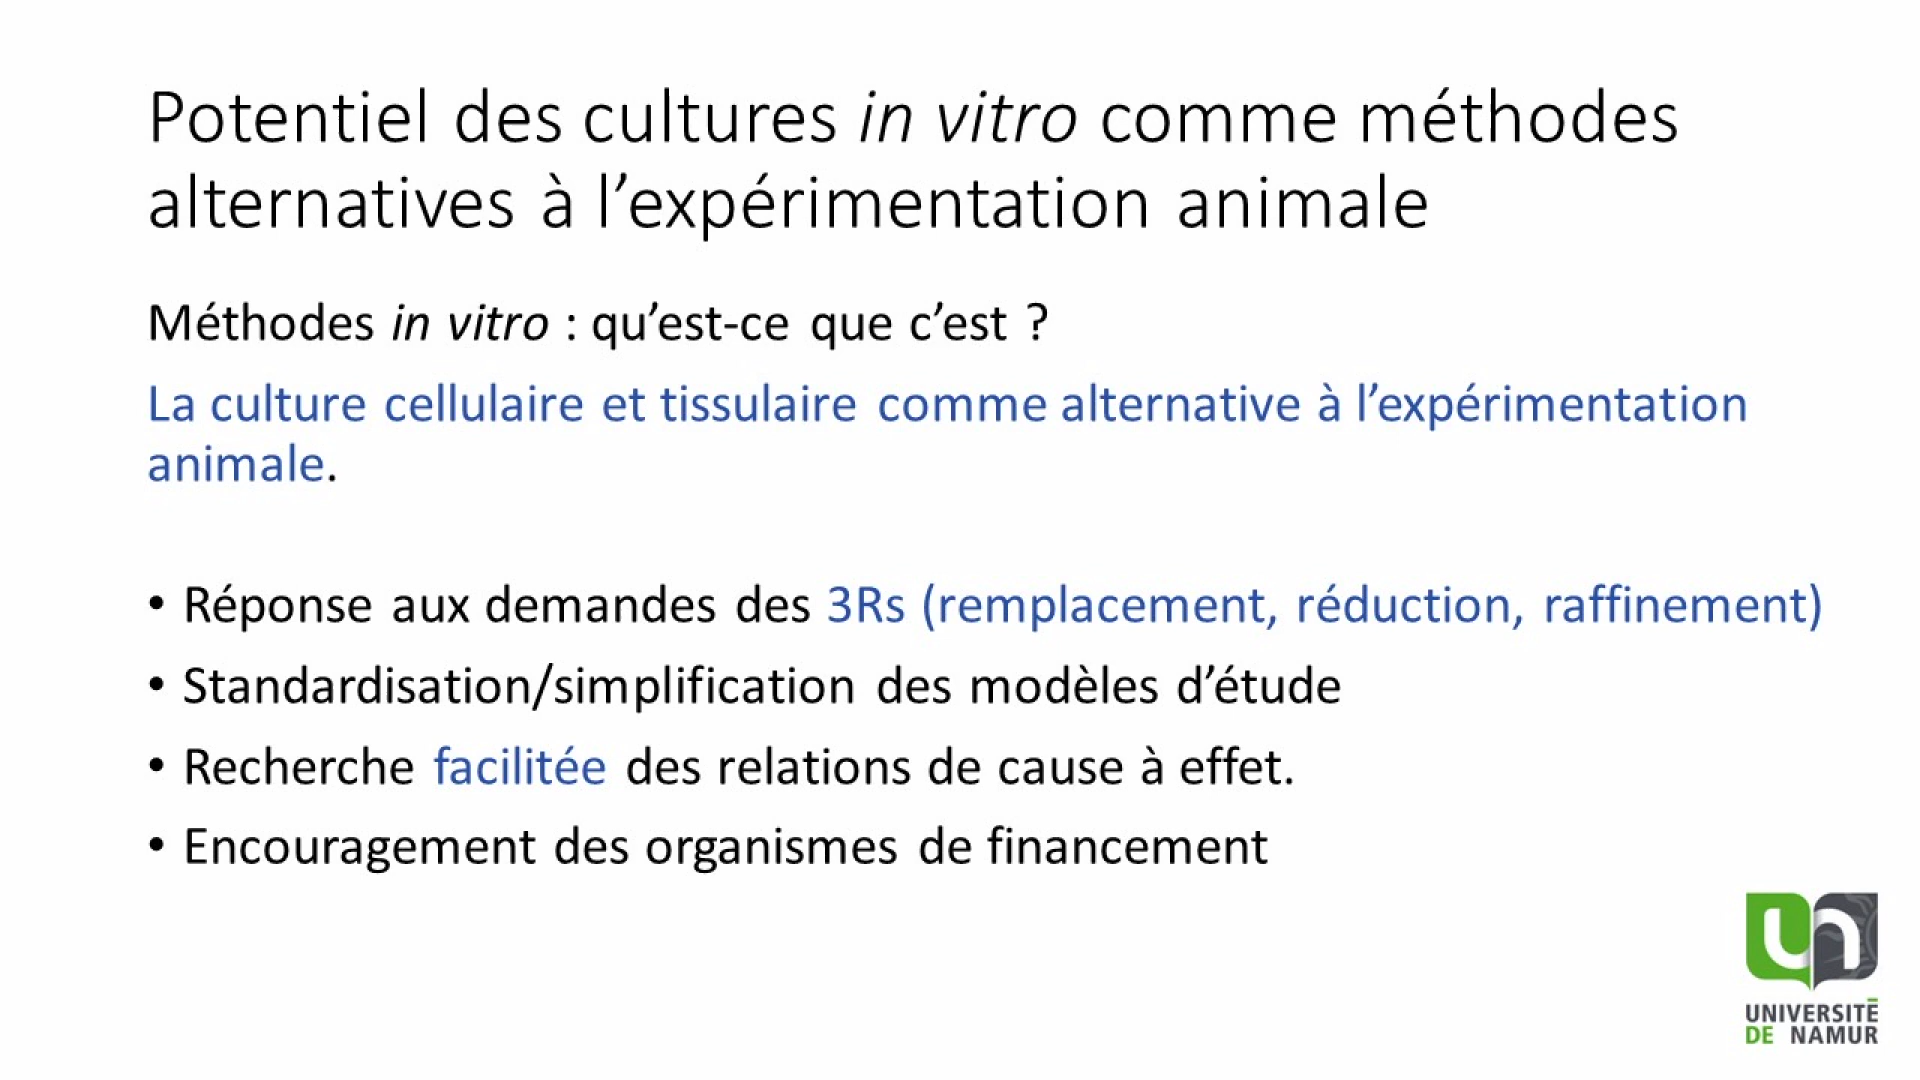 Potentiel des cultures in vitro comme méthodes
alternatives à l’expérimentation animale
Méthodes in vitro : qu’est-ce que c’est ?
La culture cellulaire et tissulaire comme alternative à l’expérimentation
animale.
• Réponse aux demandes des 3Rs (remplacement, réduction, raffinement)
• Standardisation/simplification des modèles d’étude
• Recherche facilitée des relations de cause à effet.
• Encouragement des organismes de financement
un
UNIVERSITÉ
DE NAMUR